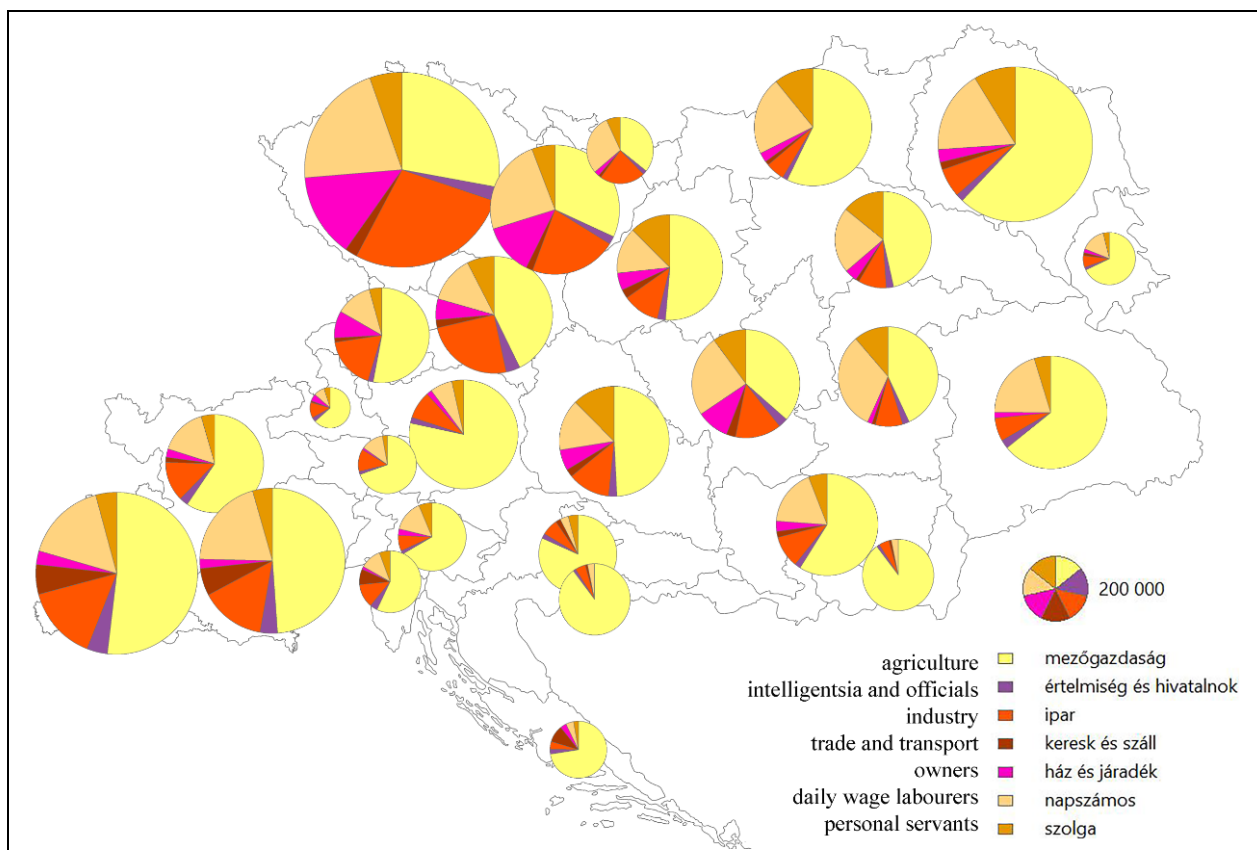 200 000
agriculture mezőgazdaság
intelligentsia and officials értelmiség és hivatalnok
industry ipar
trade and transport keresk és száll
owners ház és járadék
daily wage labourers napszámos
personal servants szolga